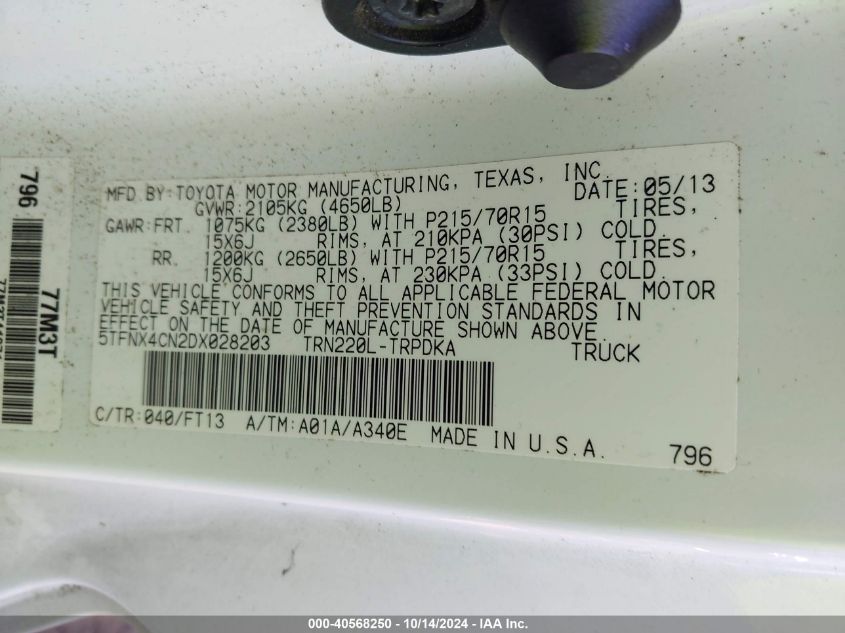 MFD BY: TOYOTA MOTOR MANUFACTURING, TEXAS, INC. DATE: 05/13
GVWR: 2105KG (4650LB)
GAWR: FRT. 1075KG (2380LB) WITH P215/70R15 TIRES,
15X6J RIMS, AT 210KPA (30PSI) COLD.
RR. 1200KG (2650LB) WITH P215/70R15 TIRES,
15X6J RIMS, AT 230KPA (33PSI) COLD.
THIS VEHICLE CONFORMS TO ALL APPLICABLE FEDERAL MOTOR
VEHICLE SAFETY AND THEFT PREVENTION STANDARDS IN
EFFECT ON THE DATE OF MANUFACTURE SHOWN ABOVE.
5TFNX4CN2DX028203 TRN220L-TRPDKA TRUCK
C/TR: 040/FT13 A/TM: A01A/A340E MADE IN U.S.A. 796
796
77M3T
000-40568250 - 10/14/2024 - IAA Inc.